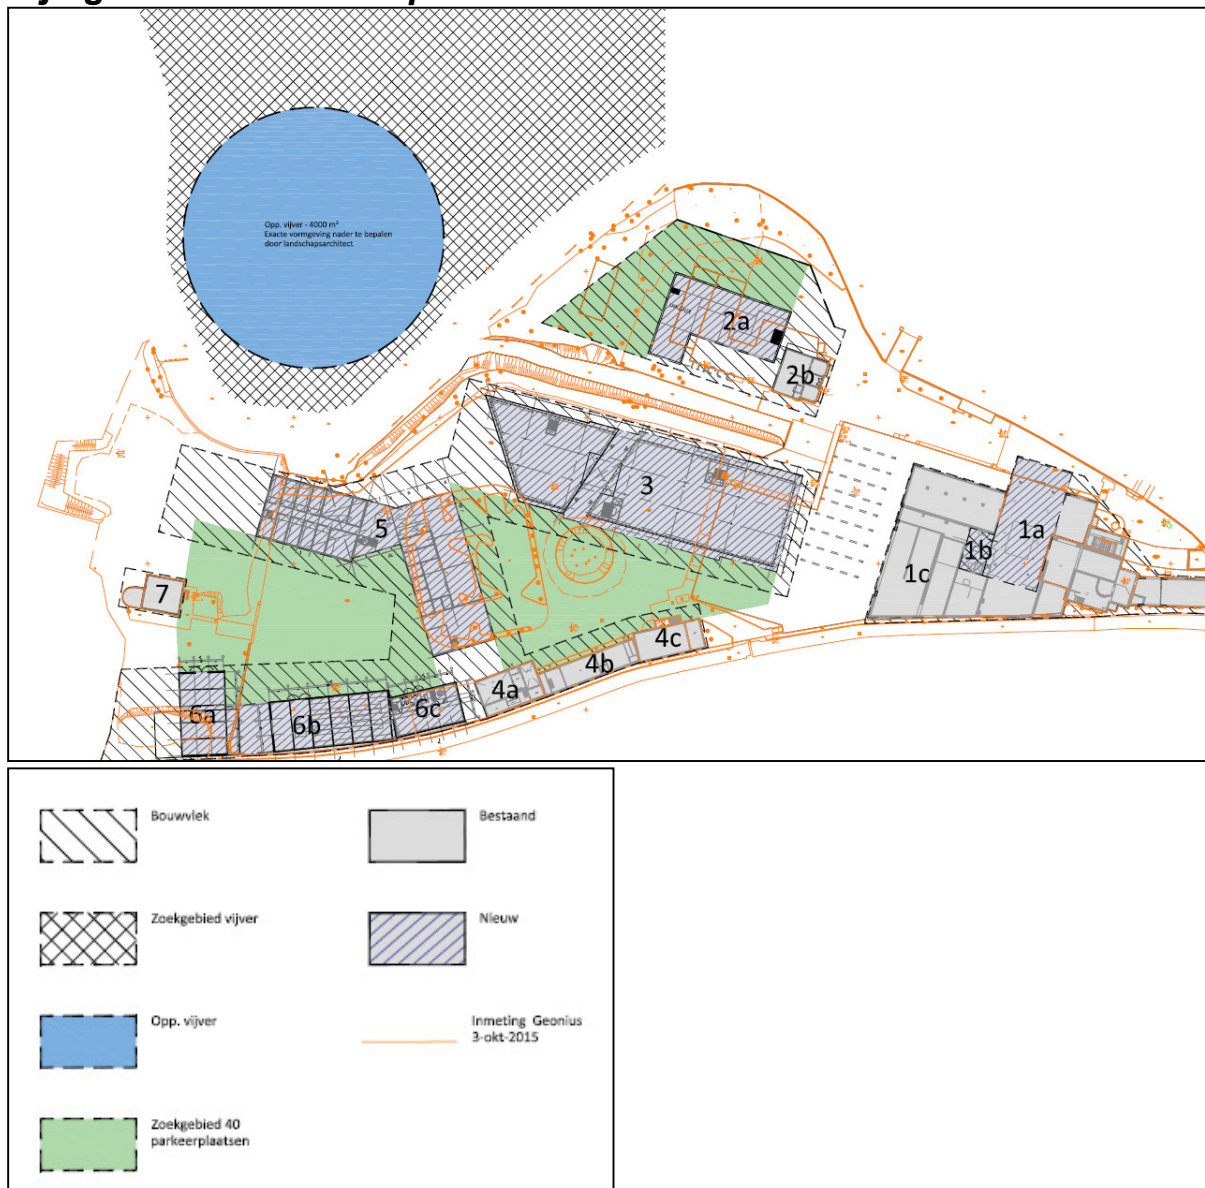 Opp. vijver - 4000 m²
Exacte vormgeving nader te bepalen
door landschapsarchitect
2a
2b
3
1a
1b
1c
5
7
4c
4b
4a
6a
6b
6c
Bouwvlek
Bestaand
Zoekgebied vijver
Nieuw
Opp. vijver
Inmeting Geonius
3-okt-2015
Zoekgebied 40
parkeerplaatsen